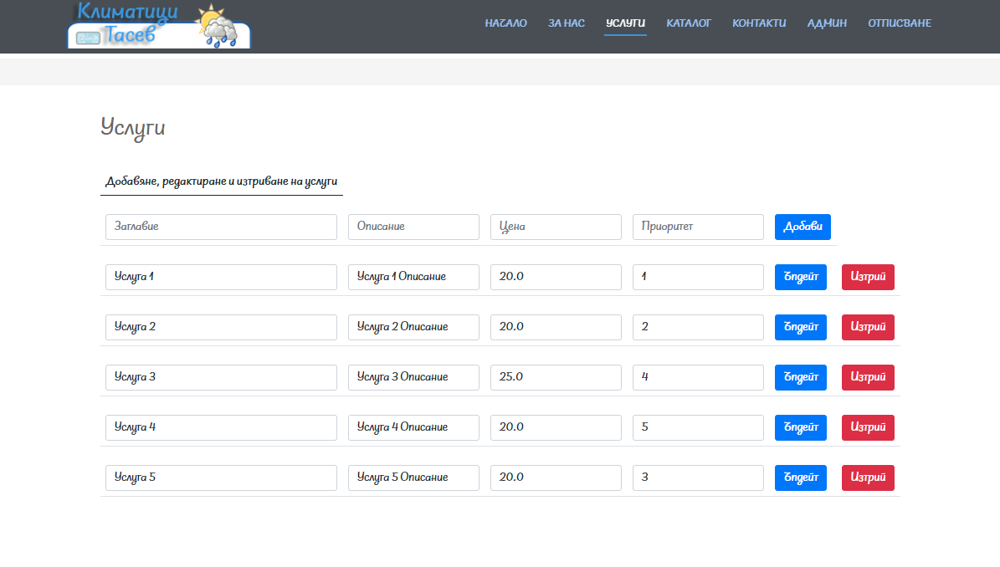 Климатици
Тасев
НАЧАЛО ЗА НАС УСЛУГИ КАТАЛОГ КОНТАКТИ АДМИН ОТПИСВАНЕ
Услуги
Добавяне, редактиране и изтриване на услуги
Заглавие Описание Цена Приоритет Добави
Услуга 1 Услуга 1 Описание 20.0 1 Ъпдейт Изтрий
Услуга 2 Услуга 2 Описание 20.0 2 Ъпдейт Изтрий
Услуга 3 Услуга 3 Описание 25.0 4 Ъпдейт Изтрий
Услуга 4 Услуга 4 Описание 20.0 5 Ъпдейт Изтрий
Услуга 5 Услуга 5 Описание 20.0 3 Ъпдейт Изтрий